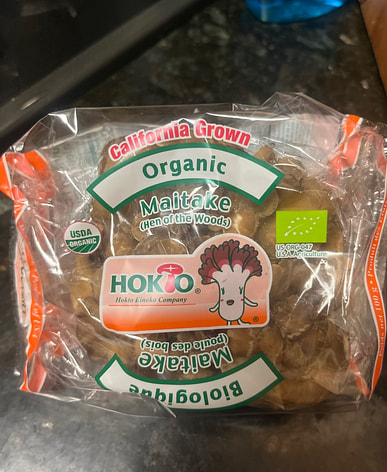 California Grown
Organic
Maitake
(Hen of the Woods)
USDA
ORGANIC
US-ORG-047
U.S.A. Agriculture
HOKTO®
Hokto Kinoko Company
®
Maitake
(poule des bois)
Biologique